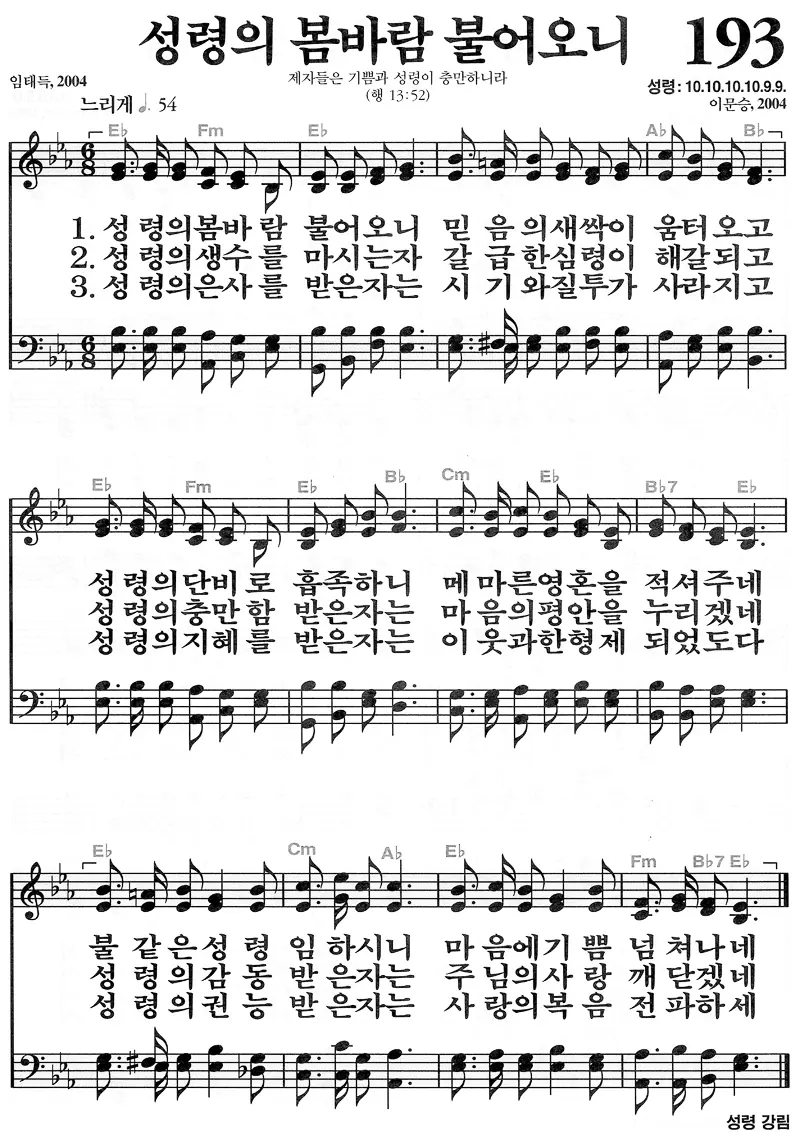 성령의 봄바람 불어오니 193
임태득, 2004
제자들은 기쁨과 성령이 충만하니라
(행 13:52)
성령: 10.10.10.10.9.9.
이문승, 2004
느리게 ♩. 54
E♭ Fm E♭ A♭ B♭
6
8
1. 성령의봄바람 불어오니 믿음의새싹이 움터오고
2. 성령의생수를 마시는자 갈급한심령이 해갈되고
3. 성령의은사를 받은자는 시기와질투가 사라지고
6
8
E♭ Fm E♭ B♭ Cm E♭ B♭7 E♭
성령의단비로 흡족하니 메마른영혼을 적셔주네
성령의충만함 받은자는 마음의평안을 누리겠네
성령의지혜를 받은자는 이웃과한형제 되었도다
E♭ Cm A♭ E♭ Fm B♭7 E♭
불같은성령 임하시니 마음에기쁨 넘쳐나네
성령의감동 받은자는 주님의사랑 깨닫겠네
성령의권능 받은자는 사랑의복음 전파하세
성령 강림